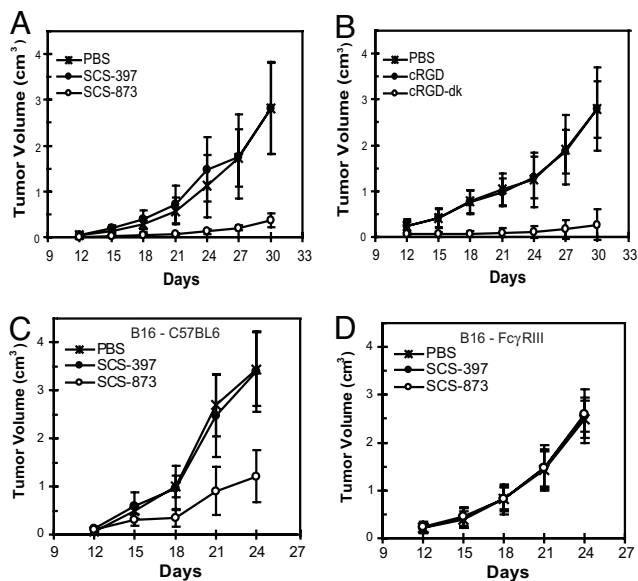 A
Tumor Volume (cm³)
4
3
2
1
0
PBS
SCS-397
SCS-873
9 12 15 18 21 24 27 30 33
Days
B
Tumor Volume (cm³)
4
3
2
1
0
PBS
cRGD
cRGD-dk
9 12 15 18 21 24 27 30 33
Days
C
B16 - C57BL6
Tumor Volume (cm³)
4
3
2
1
0
PBS
SCS-397
SCS-873
9 12 15 18 21 24 27
Days
D
B16 - FcγRIII
Tumor Volume (cm³)
4
3
2
1
0
PBS
SCS-397
SCS-873
9 12 15 18 21 24 27
Days